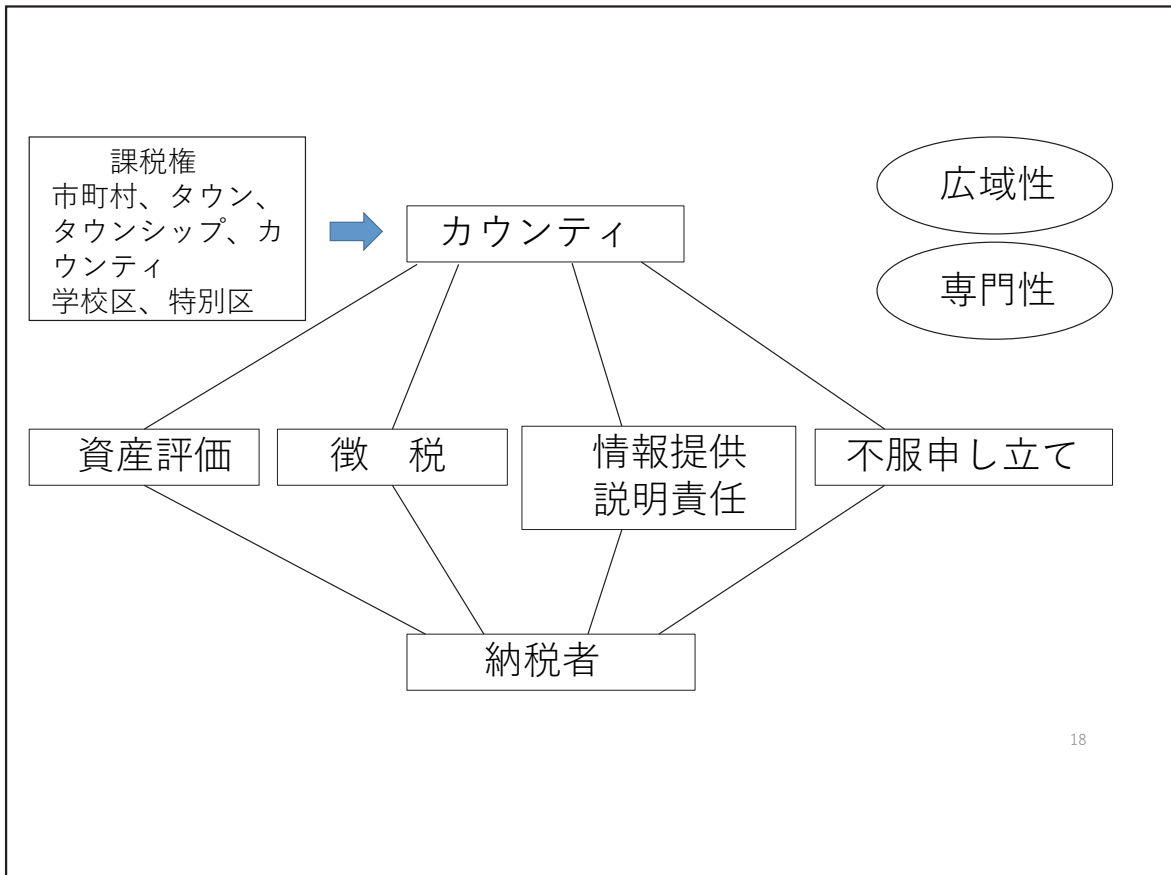 課税権
市町村、タウン、
タウンシップ、カ
ウンティ
学校区、特別区
カウンティ
広域性
専門性
資産評価
徴　税
情報提供
説明責任
不服申し立て
納税者
18